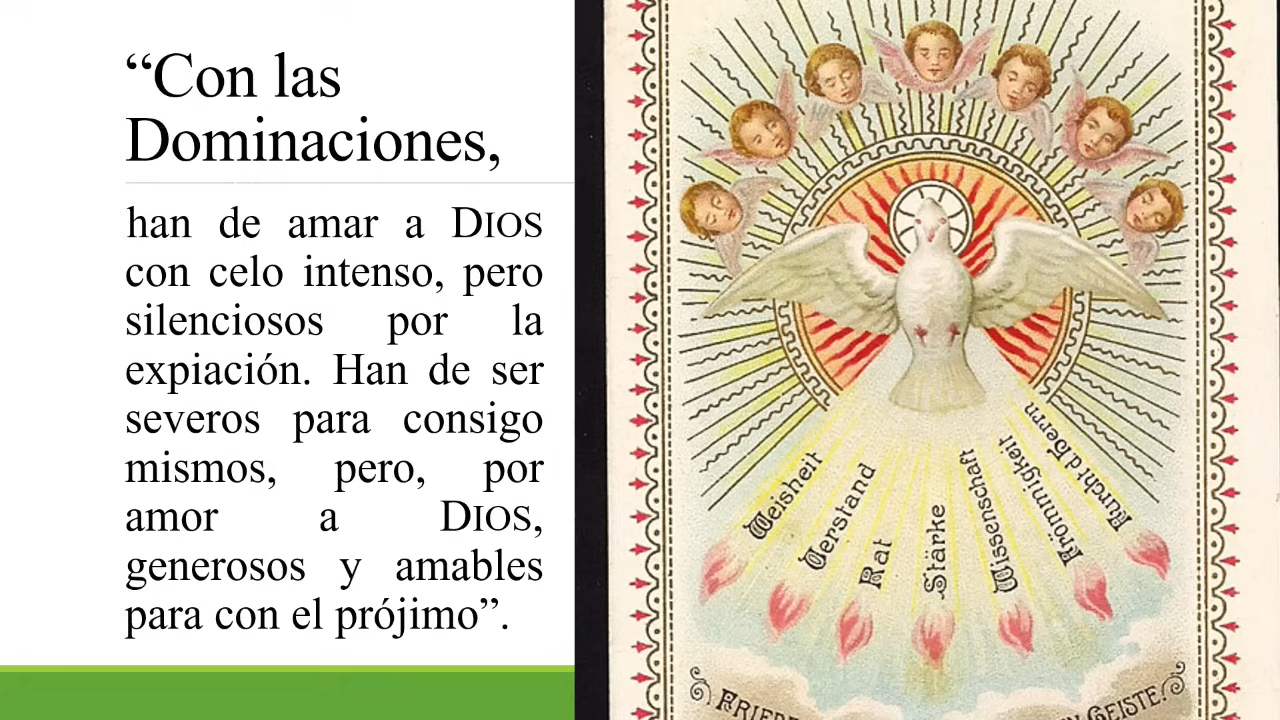 “Con las
Dominaciones,
han de amar a DIOS
con celo intenso, pero
silenciosos por la
expiación. Han de ser
severos para consigo
mismos, pero, por
amor a DIOS,
generosos y amables
para con el prójimo”.
Weisheit
Verstand
Rat
Stärke
Wissenschaft
Frömmigkeit
Furcht d. Herrn
GEISTE.